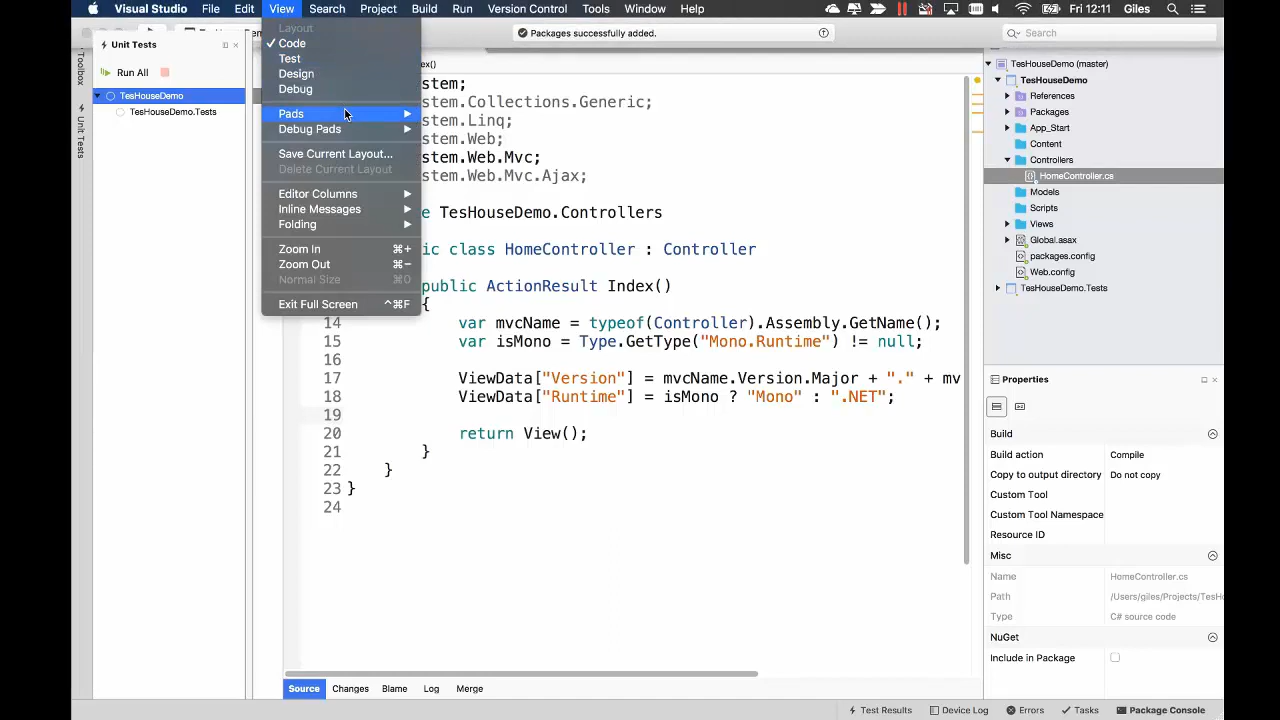 Visual Studio File Edit View Search Project Build Run Version Control Tools Window Help Fri 12:11 Giles
Packages successfully added.
Search
Unit Tests
Run All
TesHouseDemo
TesHouseDemo.Tests
Toolbox
Unit Tests
Layout
Code
Test
Design
Debug
Pads
Debug Pads
Save Current Layout...
Delete Current Layout
Editor Columns
Inline Messages
Folding
Zoom In ⌘+
Zoom Out ⌘−
Normal Size ⌘0
Exit Full Screen ^⌘F
ex()
stem;
stem.Collections.Generic;
stem.Linq;
stem.Web;
stem.Web.Mvc;
stem.Web.Mvc.Ajax;
e TesHouseDemo.Controllers
ic class HomeController : Controller
public ActionResult Index()
{
14 var mvcName = typeof(Controller).Assembly.GetName();
15 var isMono = Type.GetType("Mono.Runtime") != null;
16
17 ViewData["Version"] = mvcName.Version.Major + "." + mv
18 ViewData["Runtime"] = isMono ? "Mono" : ".NET";
19
20 return View();
21 }
22 }
23 }
24
Source Changes Blame Log Merge
TesHouseDemo (master)
TesHouseDemo
References
Packages
App_Start
Content
Controllers
HomeController.cs
Models
Scripts
Views
Global.asax
packages.config
Web.config
TesHouseDemo.Tests
Properties
Build
Build action Compile
Copy to output directory Do not copy
Custom Tool
Custom Tool Namespace
Resource ID
Misc
Name HomeController.cs
Path /Users/giles/Projects/TesHo
Type C# source code
NuGet
Include in Package
Test Results Device Log Errors Tasks Package Console